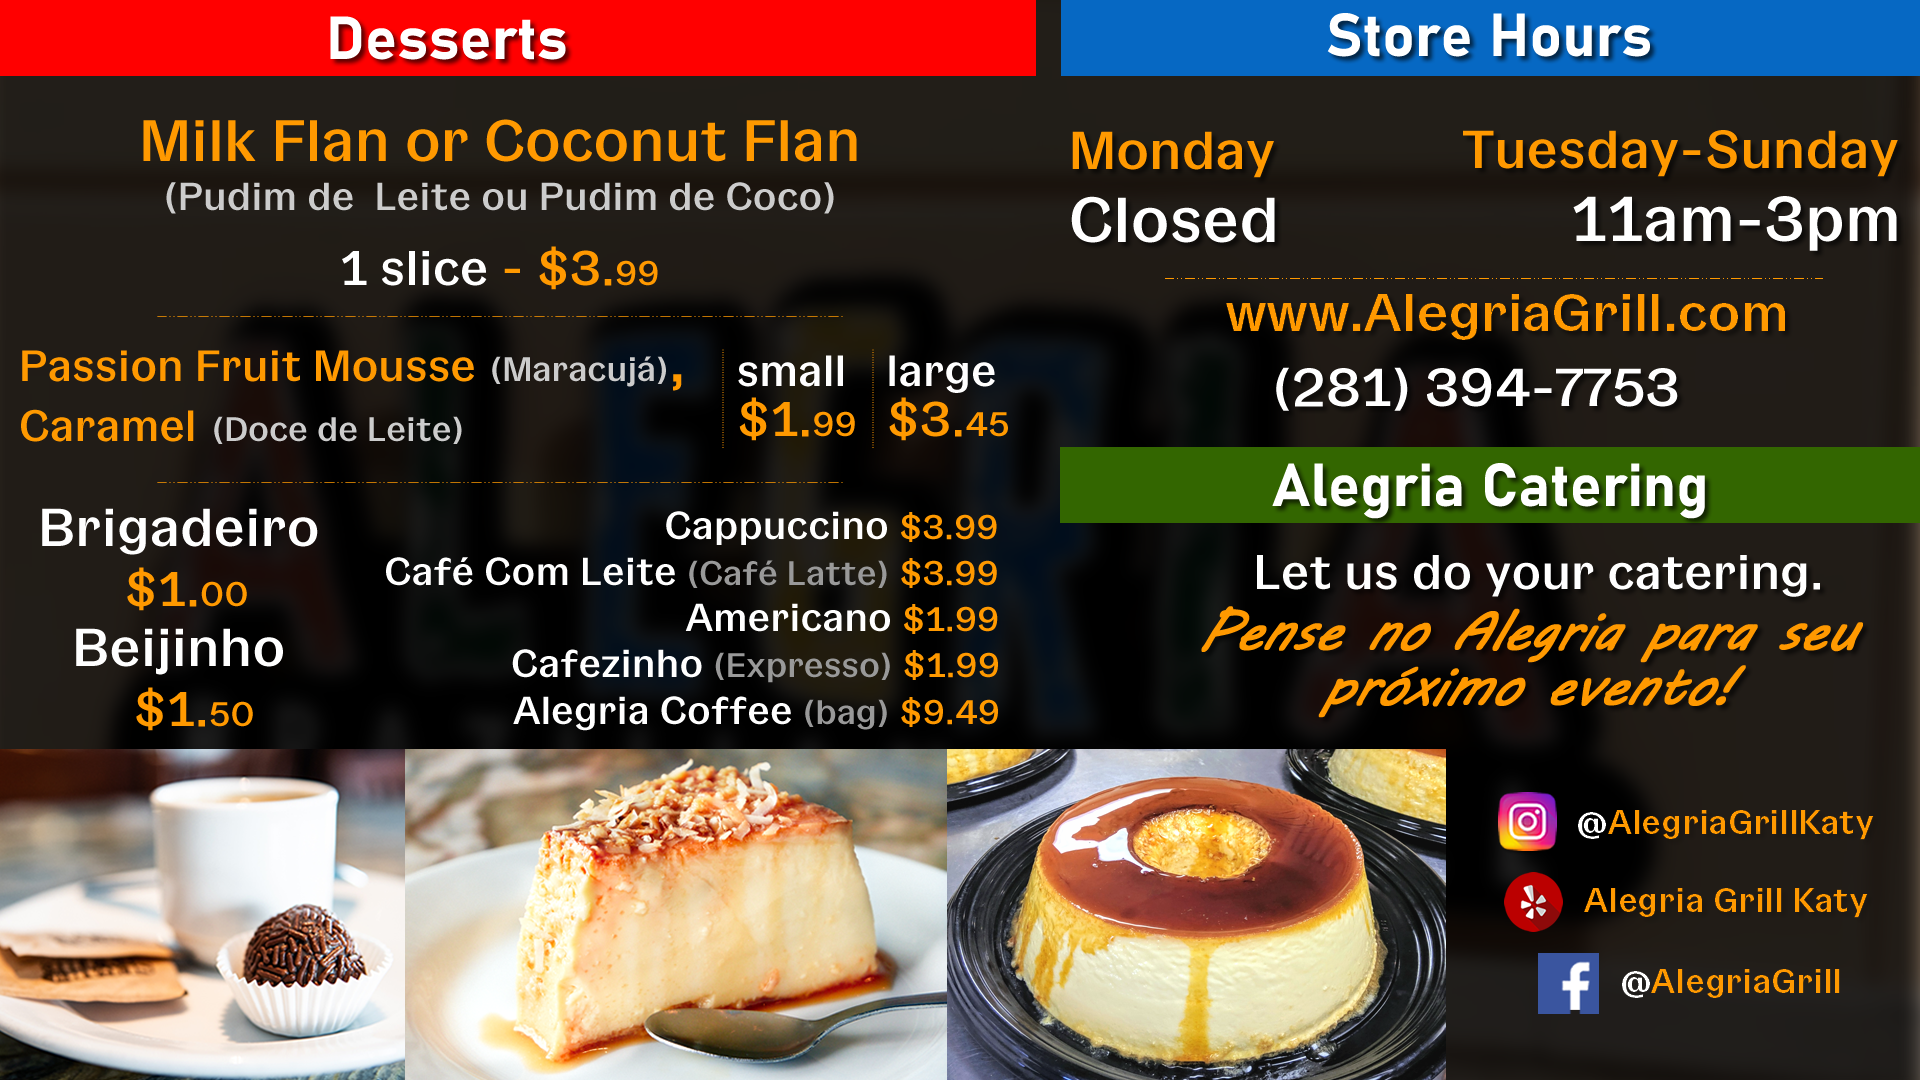 Desserts
Milk Flan or Coconut Flan
(Pudim de Leite ou Pudim de Coco)
1 slice - $3.99
Passion Fruit Mousse (Maracujá),
Caramel (Doce de Leite)
small
$1.99
large
$3.45
Brigadeiro
$1.00
Beijinho
$1.50
Cappuccino $3.99
Café Com Leite (Café Latte) $3.99
Americano $1.99
Cafezinho (Expresso) $1.99
Alegria Coffee (bag) $9.49
Store Hours
Monday
Closed
Tuesday-Sunday
11am-3pm
www.AlegriaGrill.com
(281) 394-7753
Alegria Catering
Let us do your catering.
Pense no Alegria para seu
próximo evento!
@AlegriaGrillKaty
Alegria Grill Katy
@AlegriaGrill
ALEGRIA